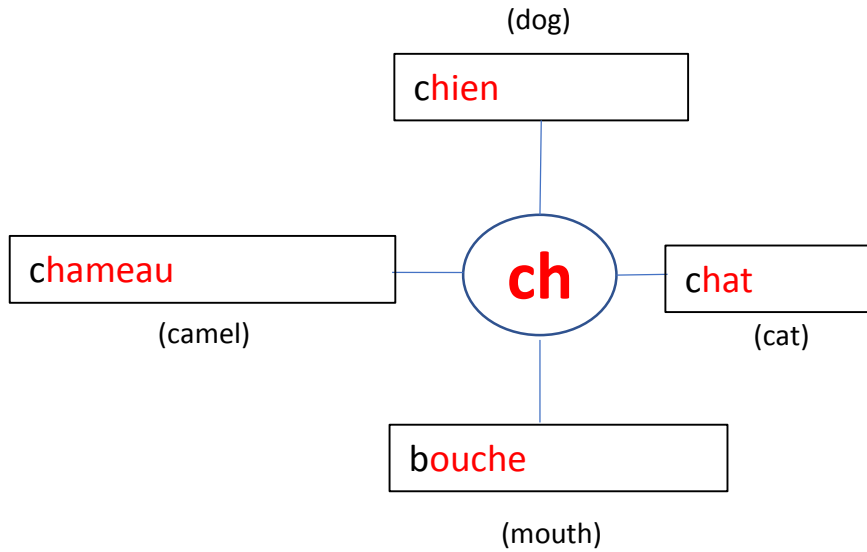 (dog)
chien
chameau
ch
chat
(camel)
(cat)
bouche
(mouth)